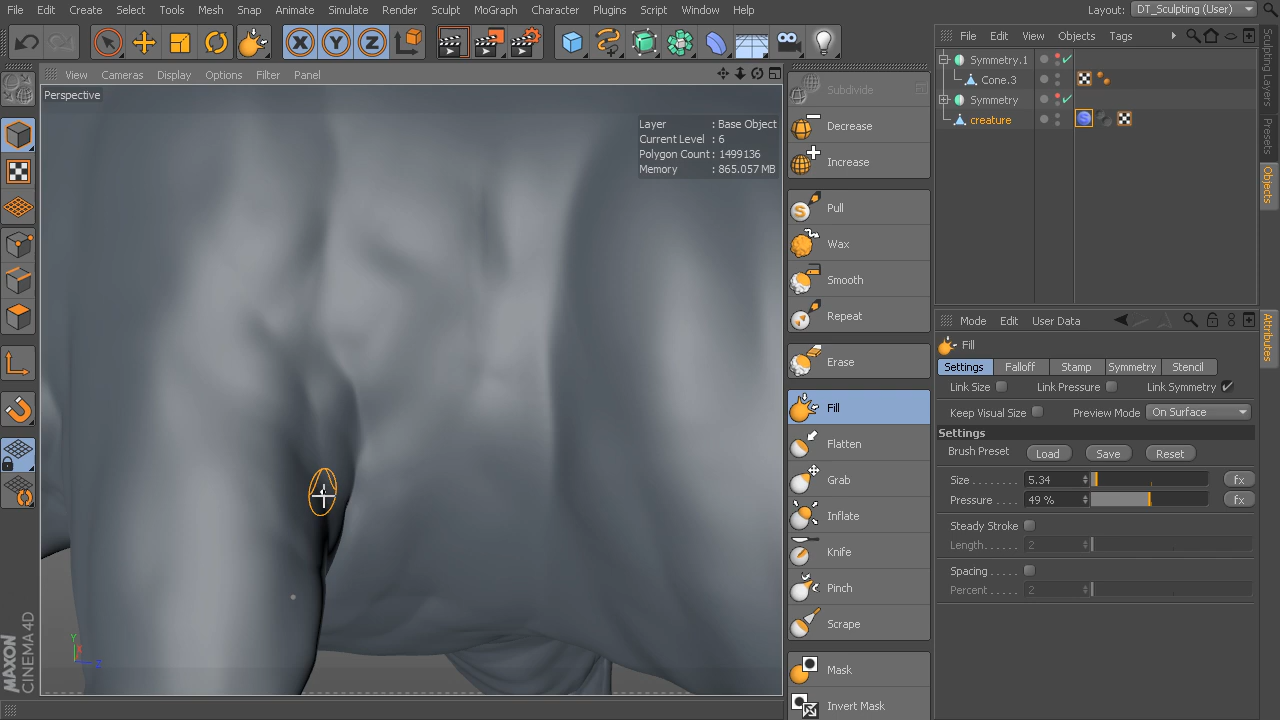 File Edit Create Select Tools Mesh Snap Animate Simulate Render Sculpt MoGraph Character Plugins Script Window Help Layout: DT_Sculpting (User)
X Y Z
View Cameras Display Options Filter Panel
Perspective
Layer : Base Object
Current Level : 6
Polygon Count : 1499136
Memory : 865.057 MB
Y
X
Z
MAXON
CINEMA 4D
Subdivide
Decrease
Increase
Pull
Wax
Smooth
Repeat
Erase
Fill
Flatten
Grab
Inflate
Knife
Pinch
Scrape
Mask
Invert Mask
File Edit View Objects Tags
Symmetry.1
Cone.3
Symmetry
creature
Sculpting Layers
Presets
Objects
Attributes
Mode Edit User Data
Fill
Settings Falloff Stamp Symmetry Stencil
Link Size Link Pressure Link Symmetry
Keep Visual Size Preview Mode On Surface
Settings
Brush Preset Load Save Reset
Size . . . . . . 5.34 fx
Pressure . . 49 % fx
Steady Stroke
Length. . . . . . 2
Spacing . . . . .
Percent . . . . . 2